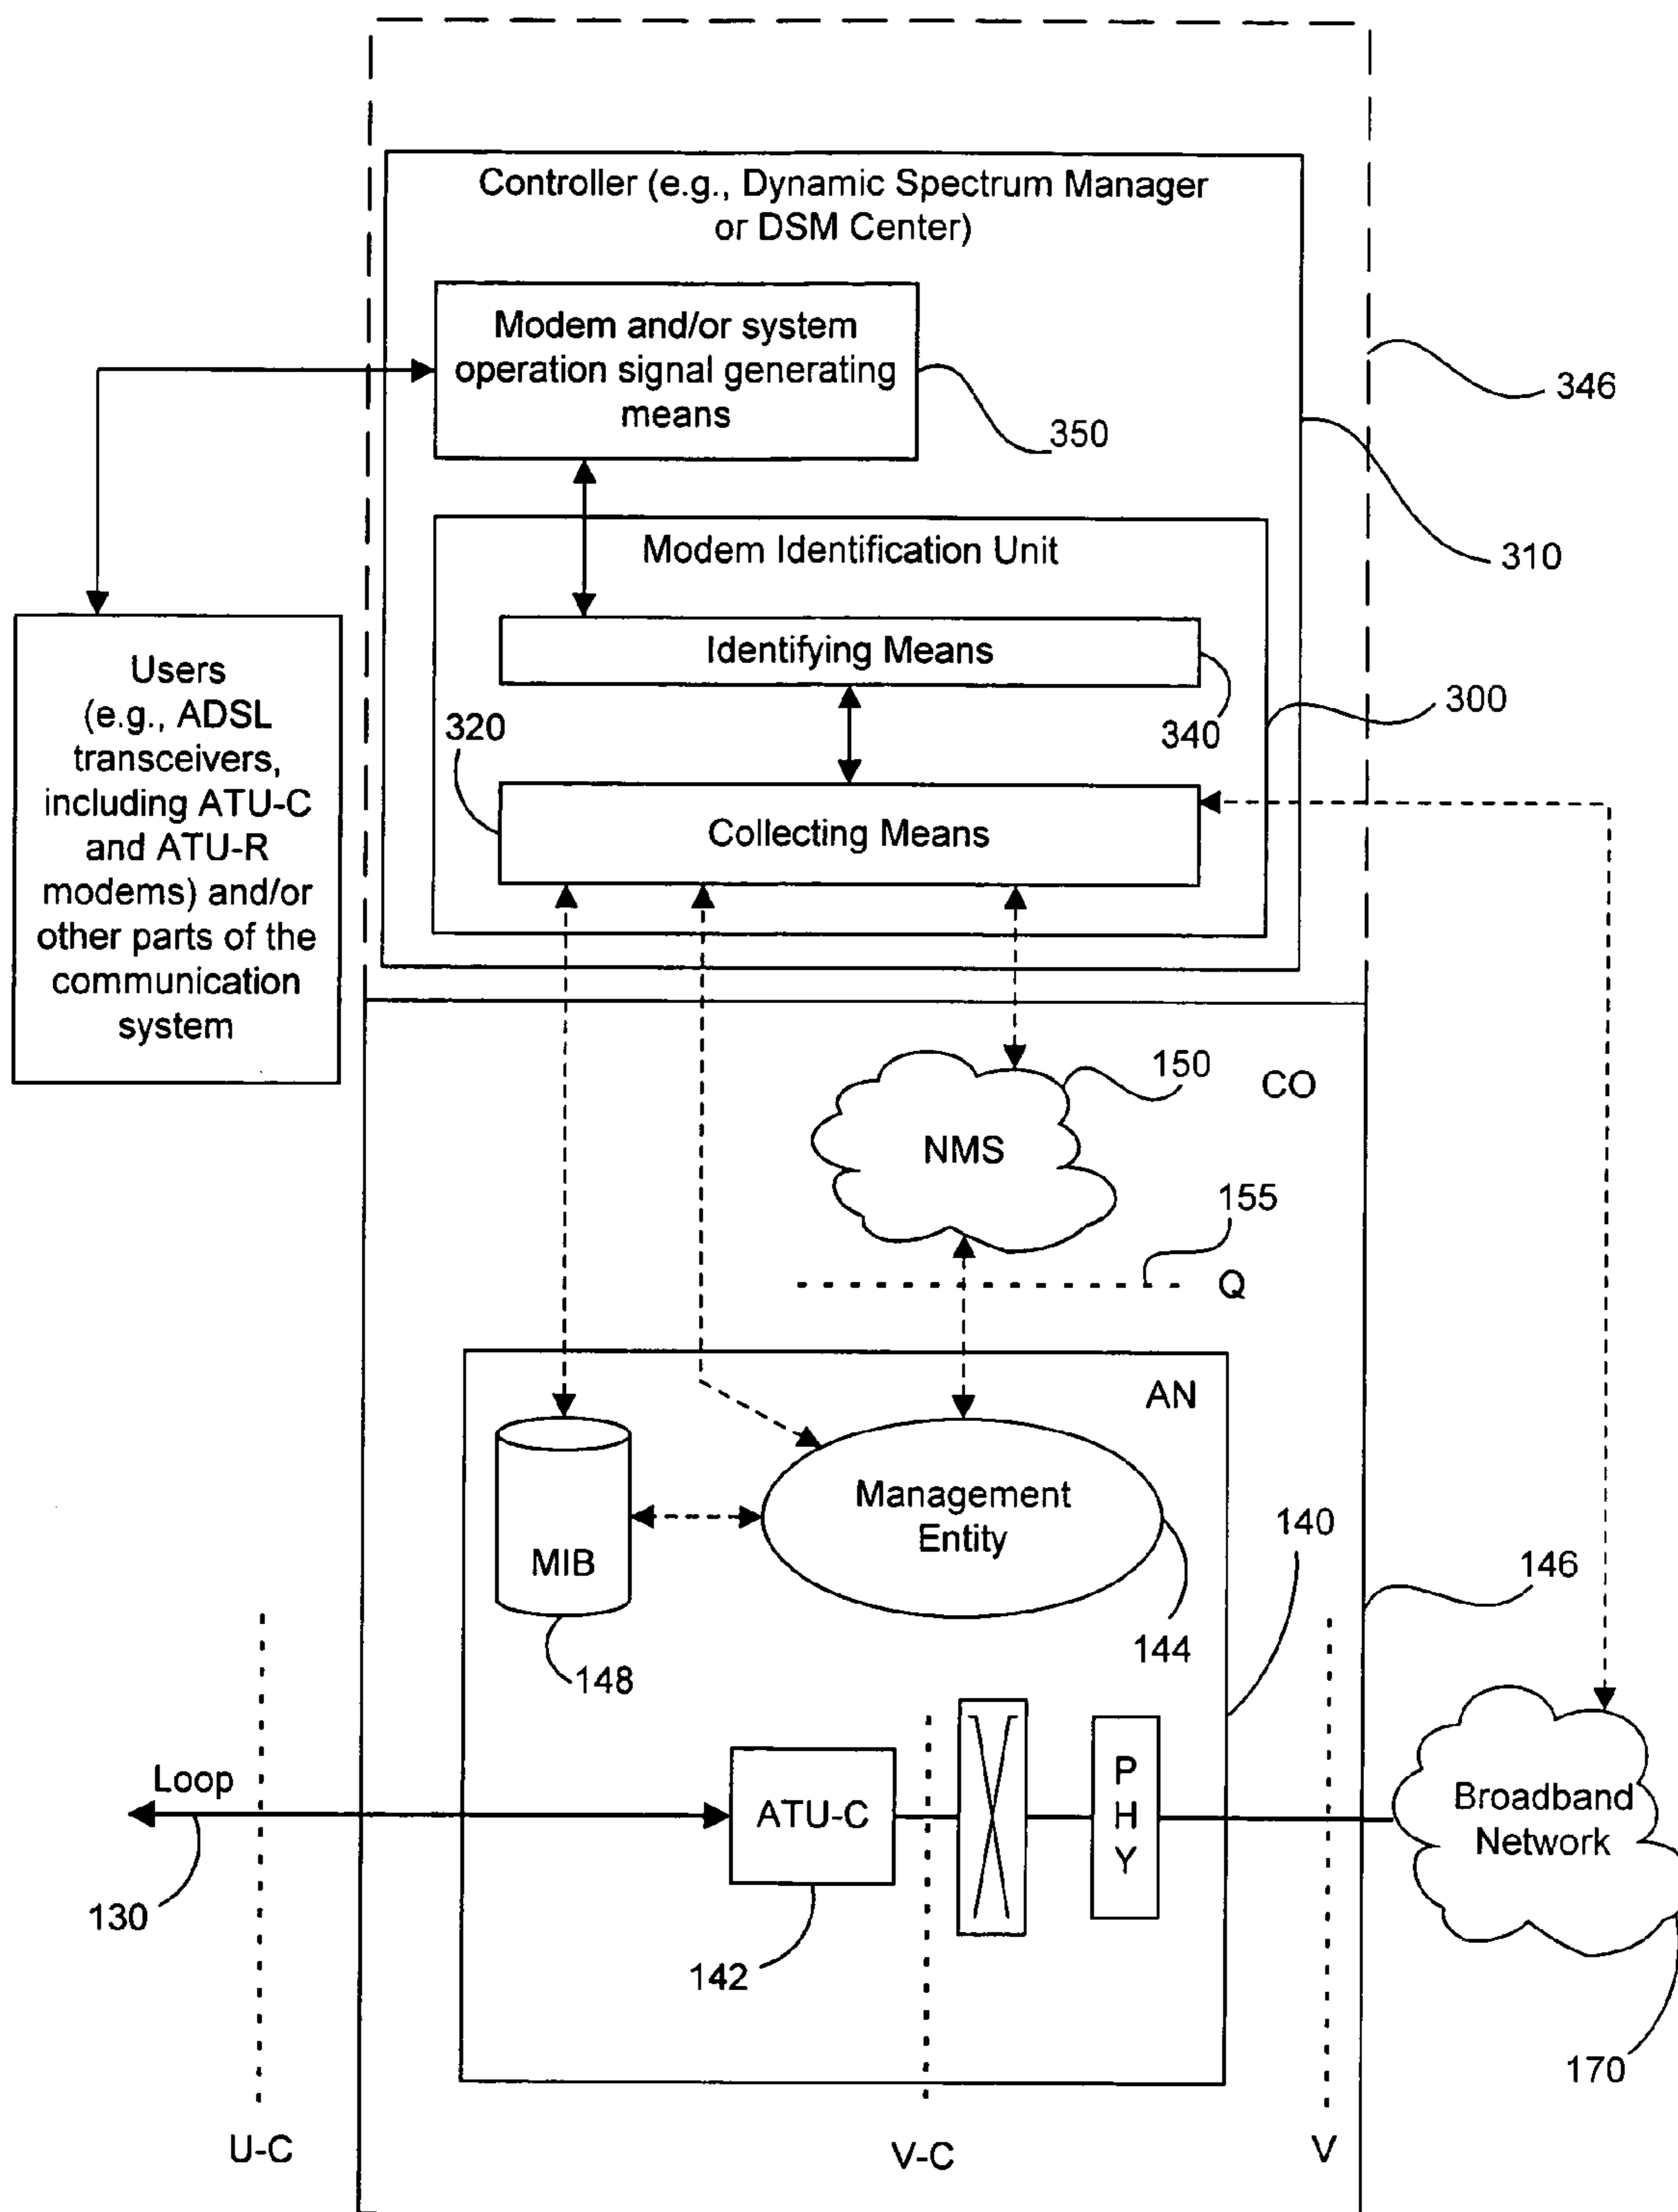 Controller (e.g., Dynamic Spectrum Manager
or DSM Center)
Modem and/or system
operation signal generating
means
346
350
310
Modem Identification Unit
Identifying Means
Users
(e.g., ADSL
transceivers,
including ATU-C
and ATU-R
modems) and/or
other parts of the
communication
system
300
320
340
Collecting Means
150
CO
NMS
155
Q
AN
Management
Entity
140
146
MIB
144
148
Loop
P
H
Y
ATU-C
Broadband
Network
130
142
170
U-C
V-C
V